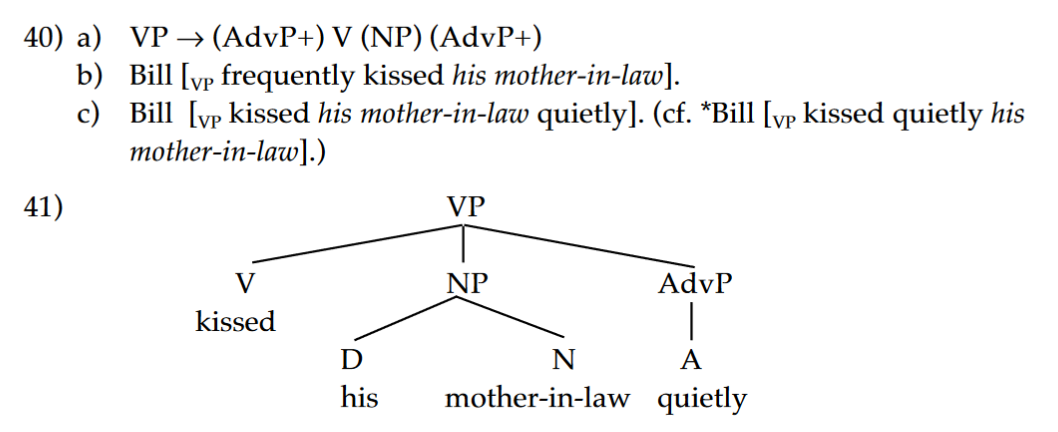 40) a) VP → (AdvP+) V (NP) (AdvP+)
b) Bill [VP frequently kissed his mother-in-law].
c) Bill [VP kissed his mother-in-law quietly]. (cf. *Bill [VP kissed quietly his
mother-in-law].)
41) VP
V NP AdvP
kissed
D N A
his mother-in-law quietly